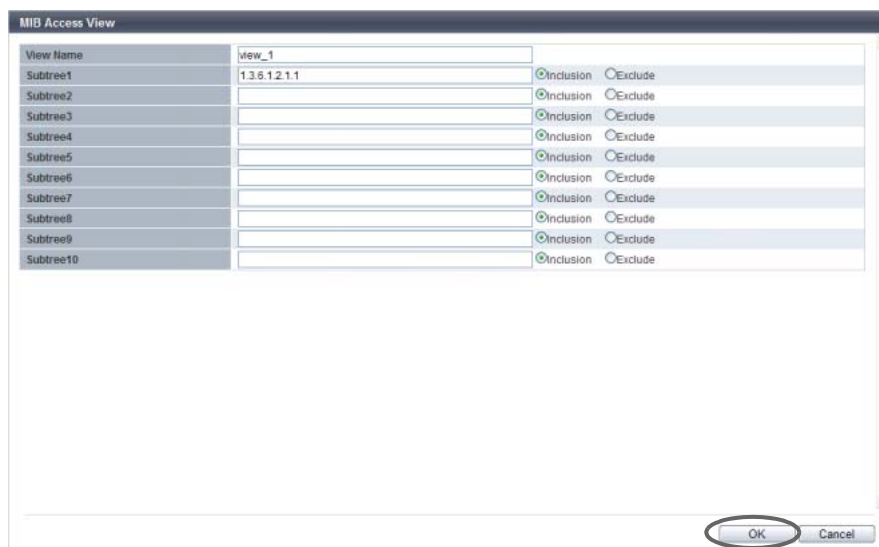 MIB Access View
View Name view_1
Subtree1 1.3.6.1.2.1.1 Inclusion Exclude
Subtree2 Inclusion Exclude
Subtree3 Inclusion Exclude
Subtree4 Inclusion Exclude
Subtree5 Inclusion Exclude
Subtree6 Inclusion Exclude
Subtree7 Inclusion Exclude
Subtree8 Inclusion Exclude
Subtree9 Inclusion Exclude
Subtree10 Inclusion Exclude
OK Cancel